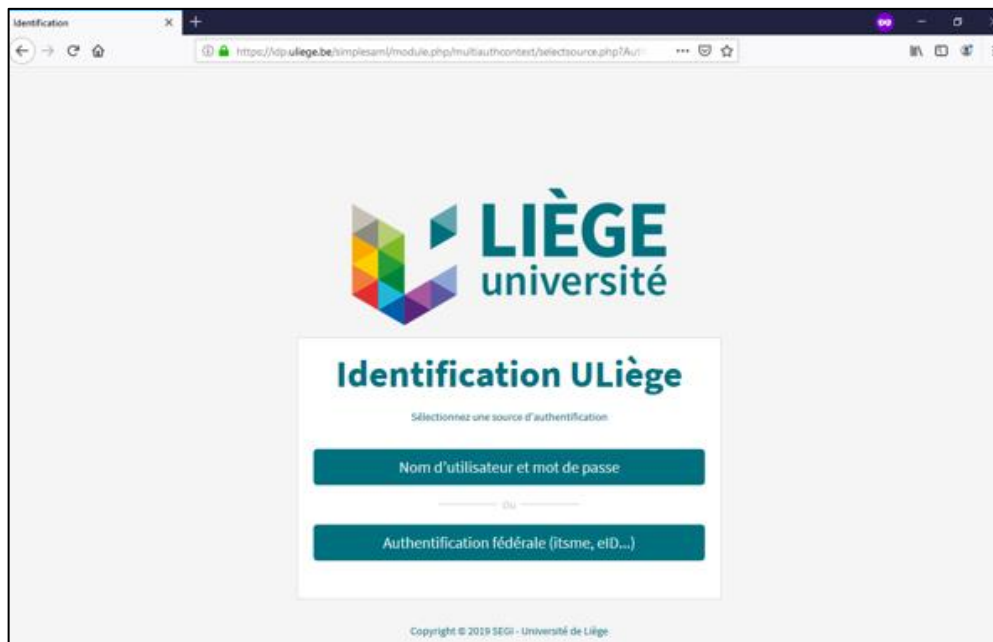 Identification
https://idp.uliege.be/simplesaml/module.php/multiauthcontext/selectsource.php?Aut
LIÈGE
université
Identification ULiège
Sélectionnez une source d'authentification
Nom d'utilisateur et mot de passe
ou
Authentification fédérale (itsme, eID...)
Copyright © 2019 SEGI - Université de Liège